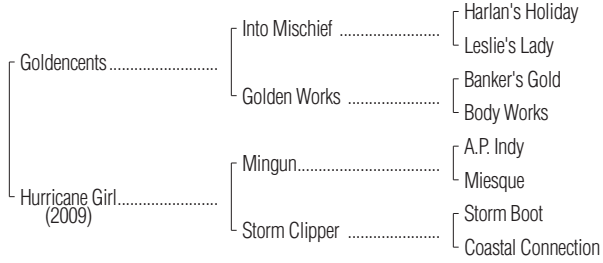 Harlan's Holiday
Into Mischief ....................
Leslie's Lady
Goldencents ........................
Banker's Gold
Golden Works ....................
Body Works
A.P. Indy
Mingun................................
Miesque
Hurricane Girl......................
(2009)
Storm Boot
Storm Clipper ....................
Coastal Connection